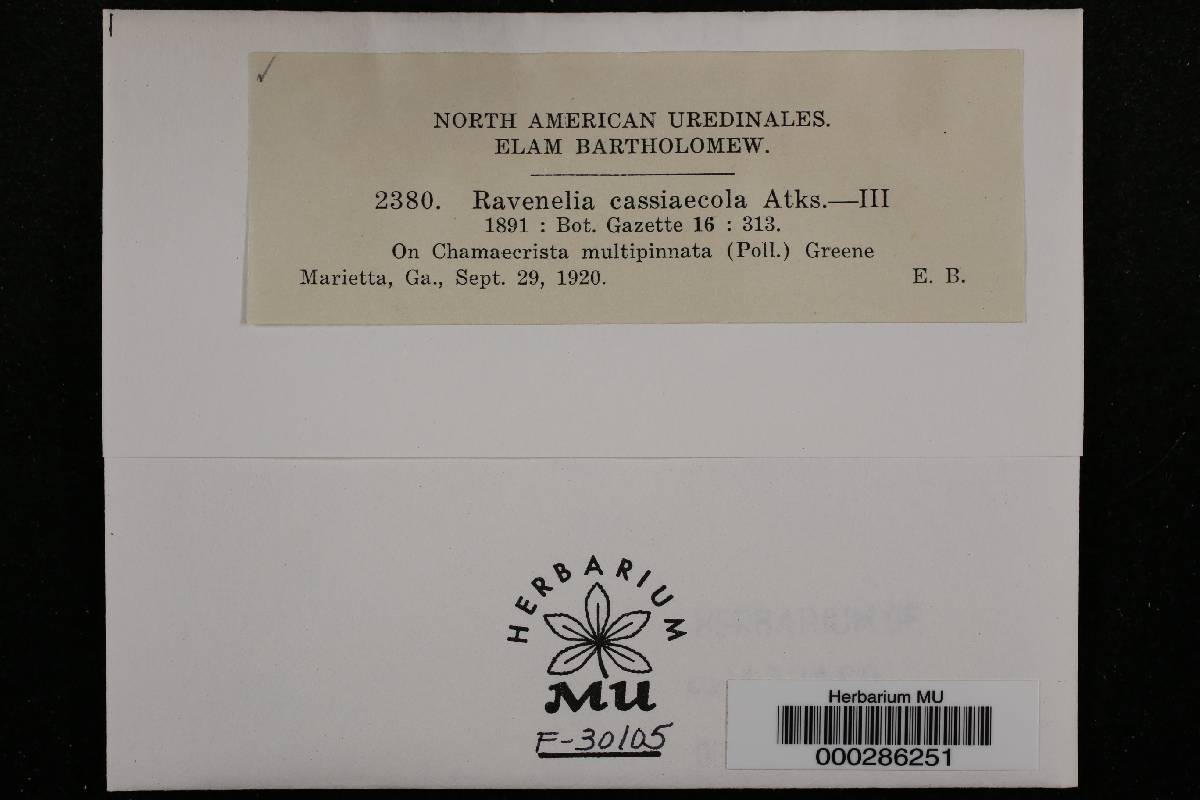 NORTH AMERICAN UREDINALES.
ELAM BARTHOLOMEW.
2380. Ravenelia cassiaecola Atks.—III
1891 : Bot. Gazette 16 : 313.
On Chamaecrista multipinnata (Poll.) Greene
Marietta, Ga., Sept. 29, 1920. E. B.
HERBARIUM
MU
F-30105
Herbarium MU
000286251